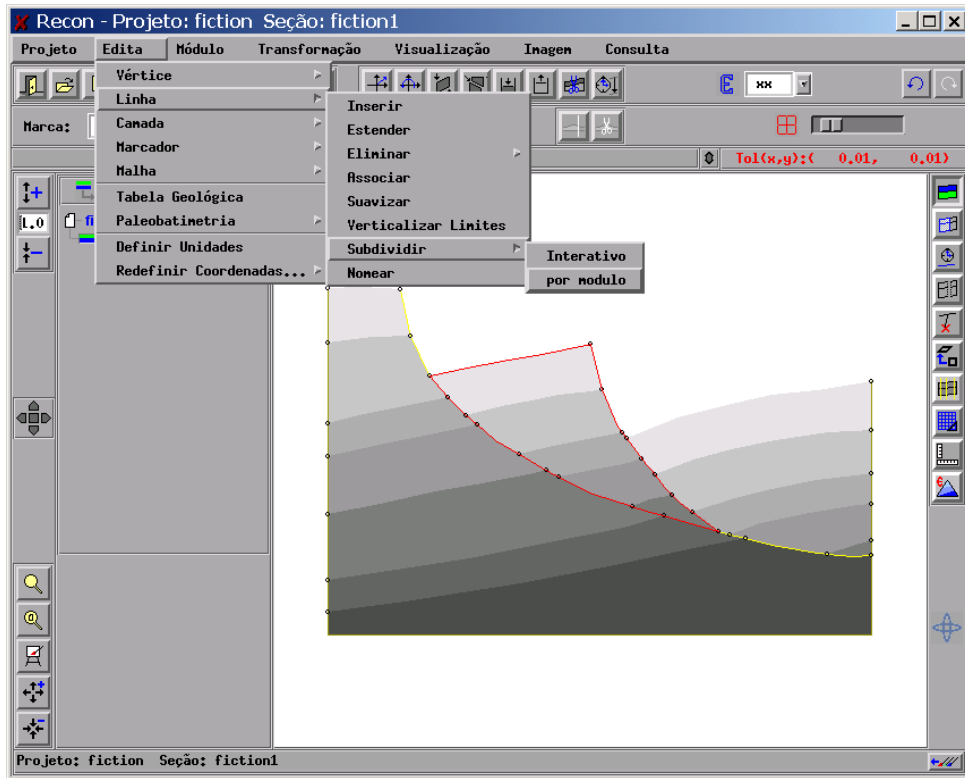 Recon - Projeto: fiction Seção: fiction1
Projeto Edita Módulo Transformação Visualização Imagem Consulta
Vértice
Linha
Camada
Marcador
Malha
Tabela Geológica
Paleobatimetria
Definir Unidades
Redefinir Coordenadas...
Inserir
Estender
Eliminar
Associar
Suavizar
Verticalizar Limites
Subdividir
Nomear
Interativo
por modulo
xx
Marca:
Tol(x,y):( 0.01, 0.01)
1.0
fi
Projeto: fiction Seção: fiction1